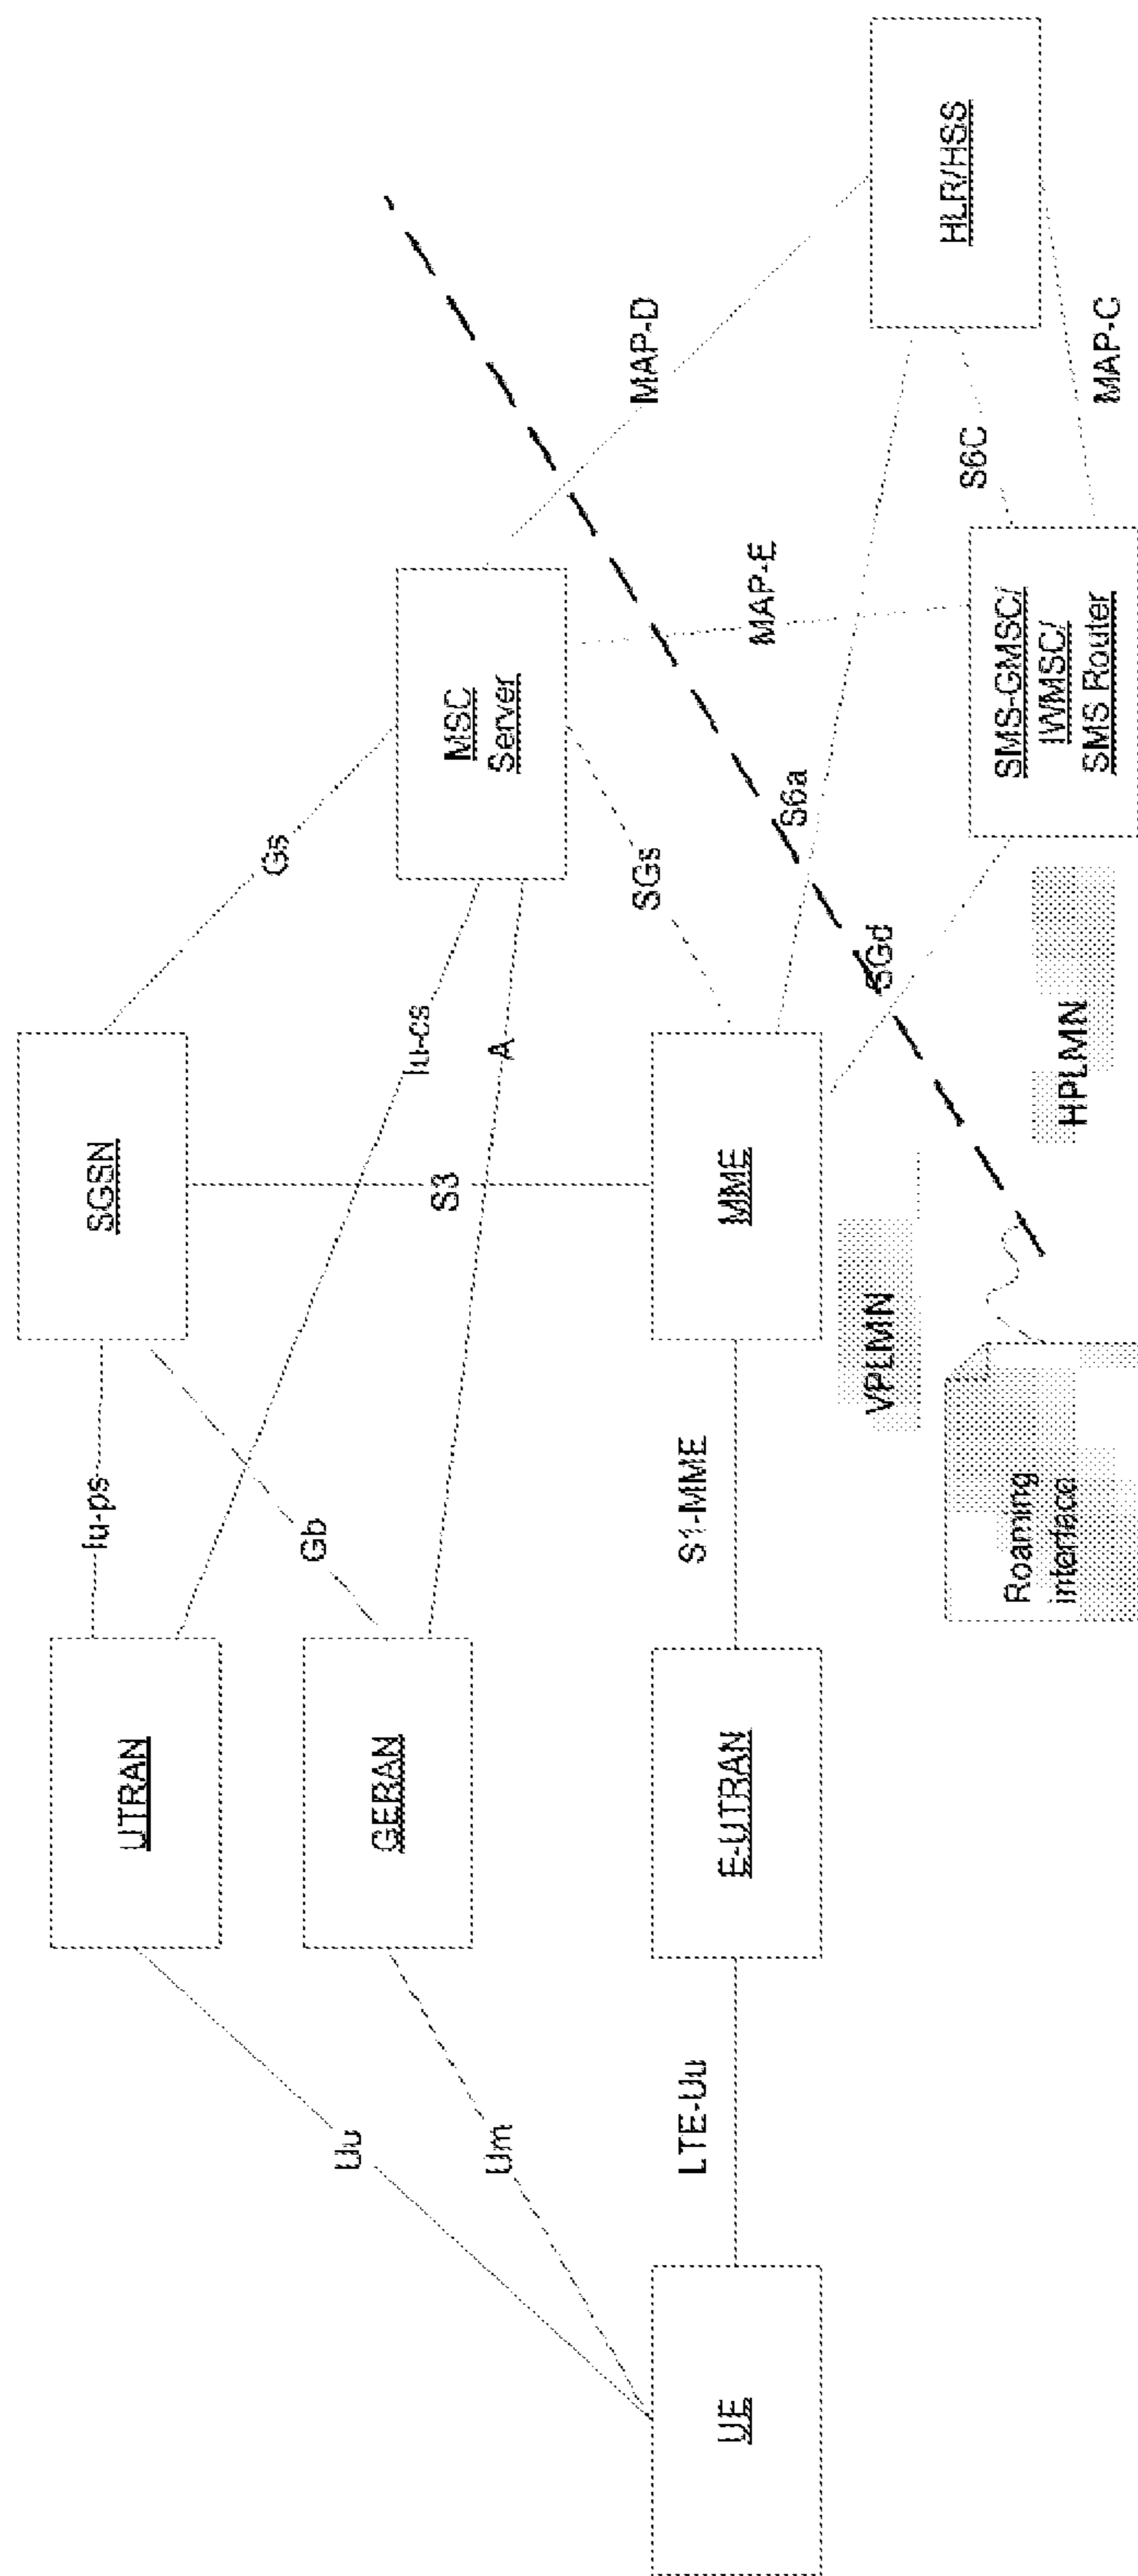 SGSN
Gs
Iu-ps
UTRAN
Iu-cs
MSC
Server
Gb
A
S3
GERAN
Uu
Um
MAP-D
SGs
MAP-E
UE
LTE-Uu
E-UTRAN
S1-MME
MME
S6a
SGd
HLR/HSS
S6C
MAP-C
VPLMN
SMS-GMSC/
IWMSC/
SMS Router
HPLMN
Roaming
interface